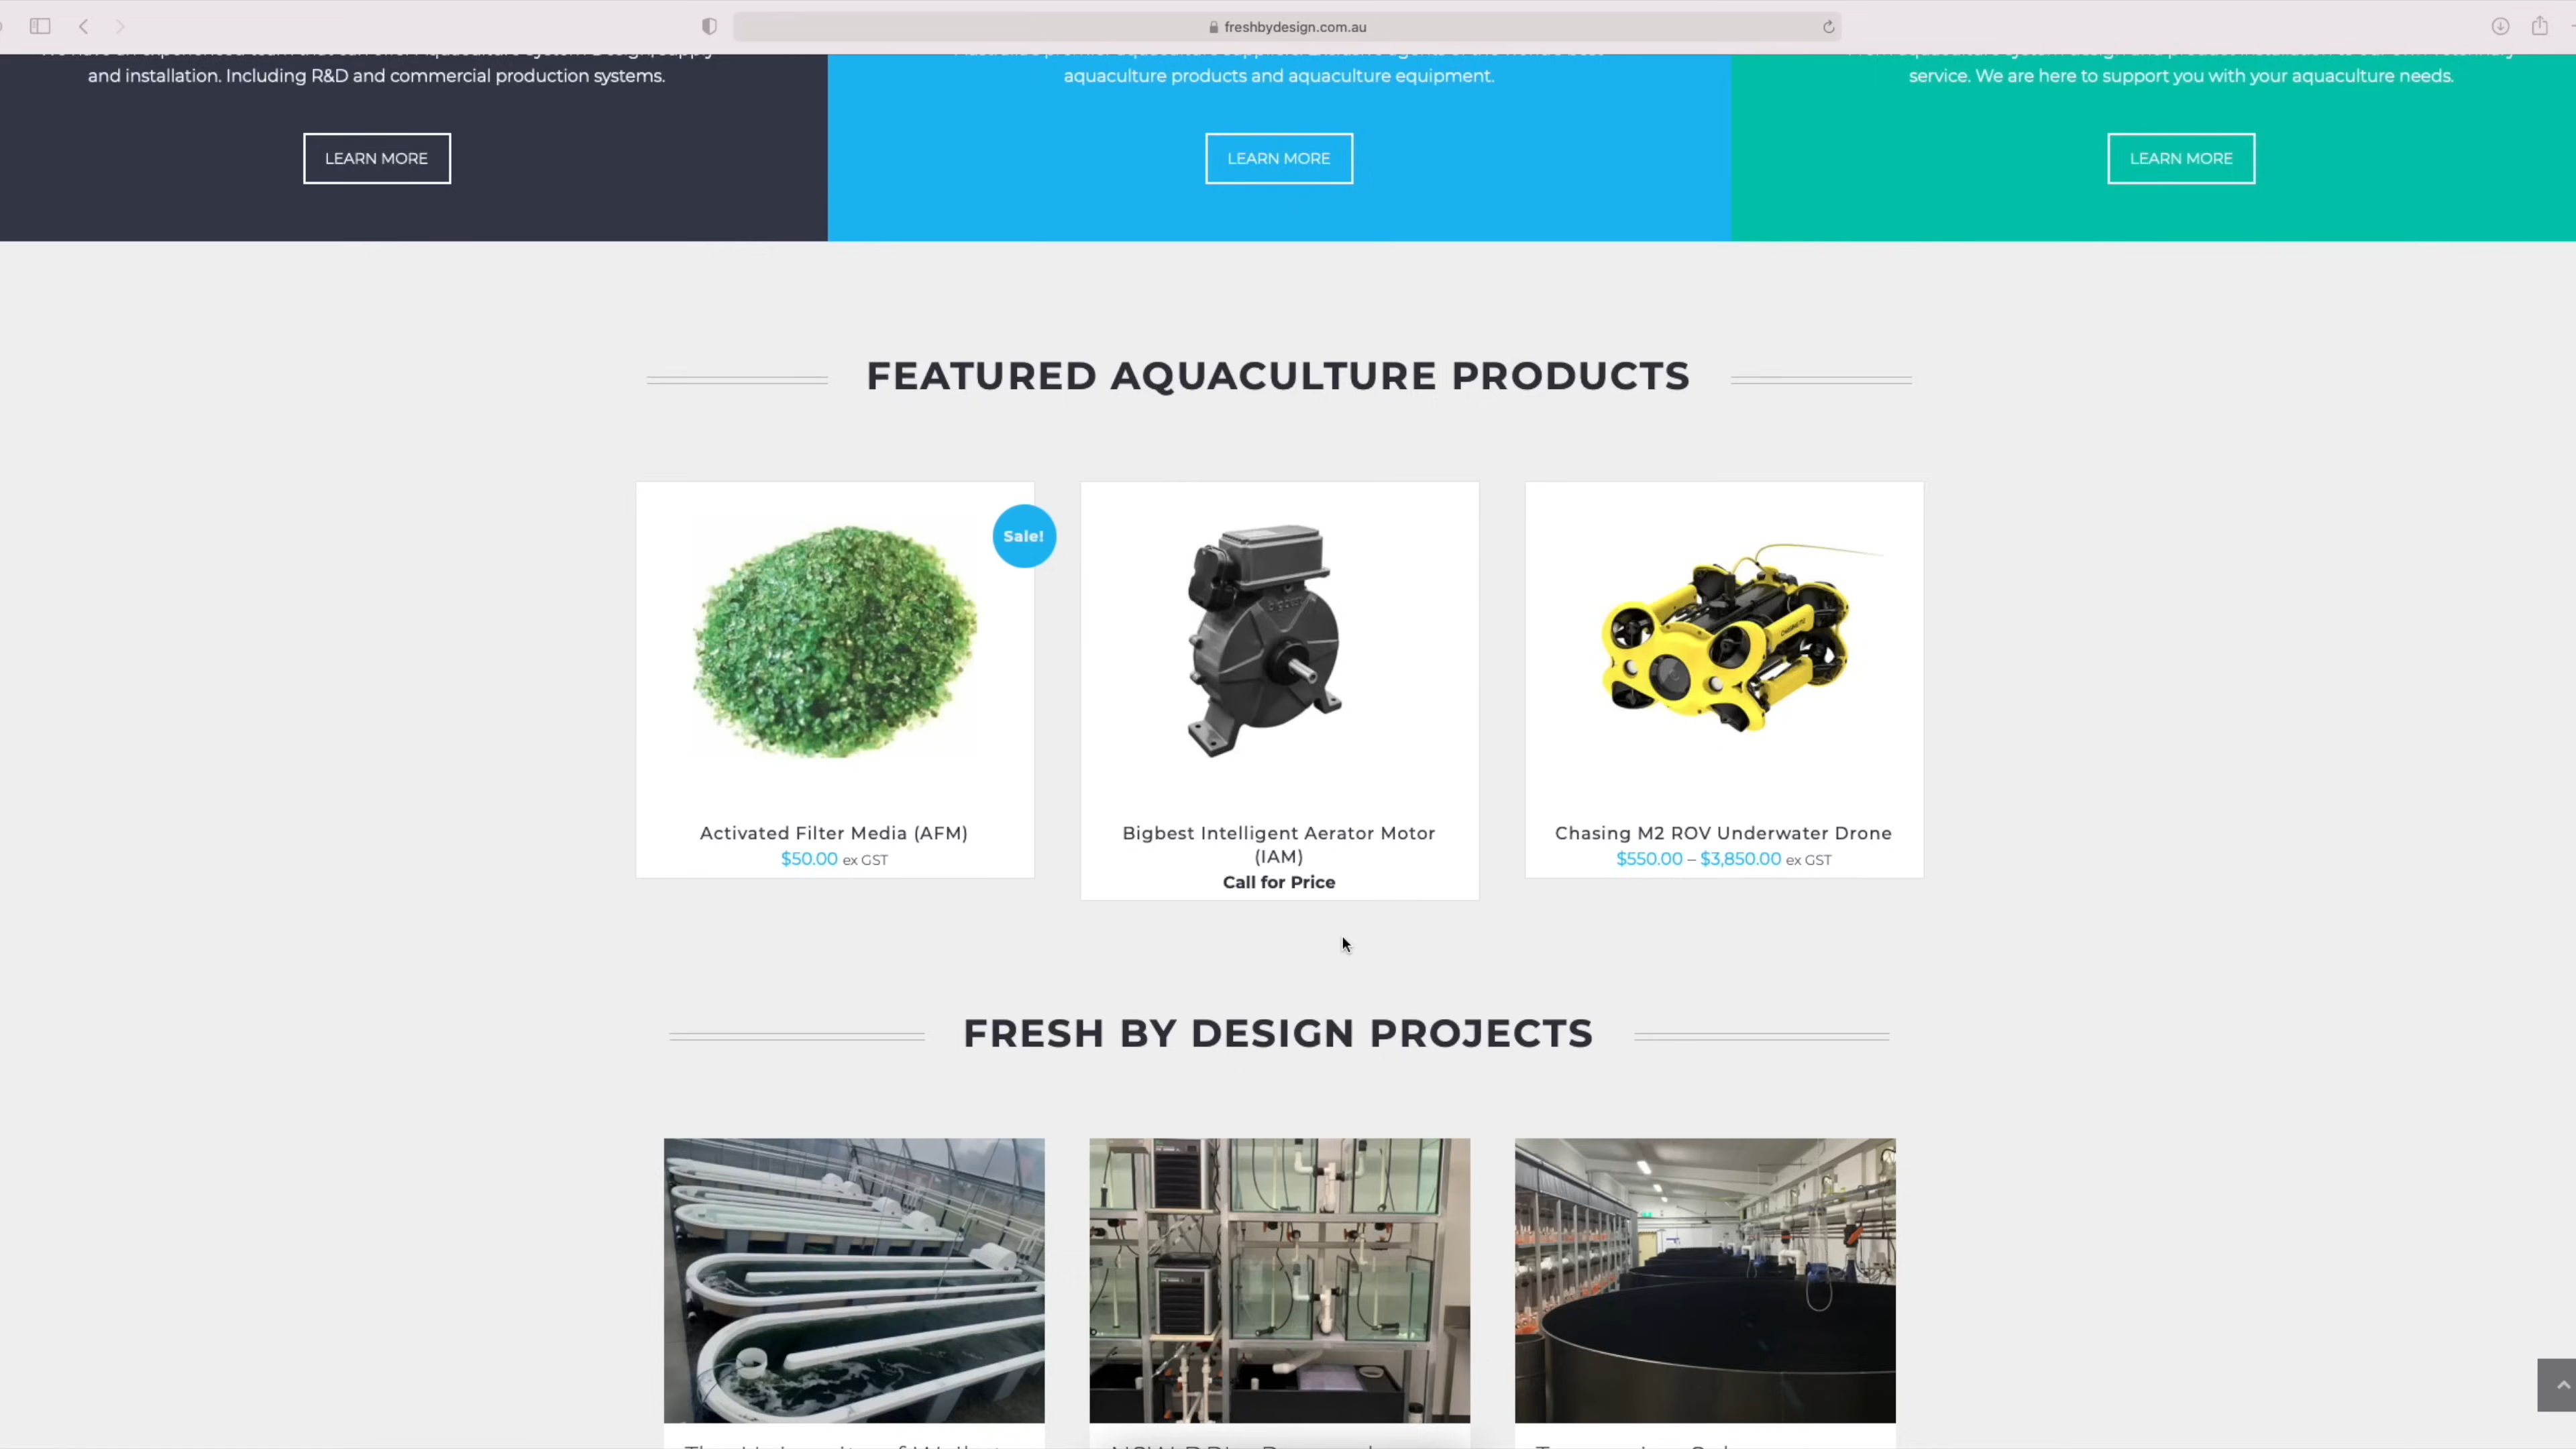 freshbydesign.com.au
and installation. Including R&D and commercial production systems.
aquaculture products and aquaculture equipment.
service. We are here to support you with your aquaculture needs.
LEARN MORE
LEARN MORE
LEARN MORE
FEATURED AQUACULTURE PRODUCTS
Sale!
Activated Filter Media (AFM)
$50.00 ex GST
Bigbest Intelligent Aerator Motor
(IAM)
Call for Price
Chasing M2 ROV Underwater Drone
$550.00 – $3,850.00 ex GST
FRESH BY DESIGN PROJECTS